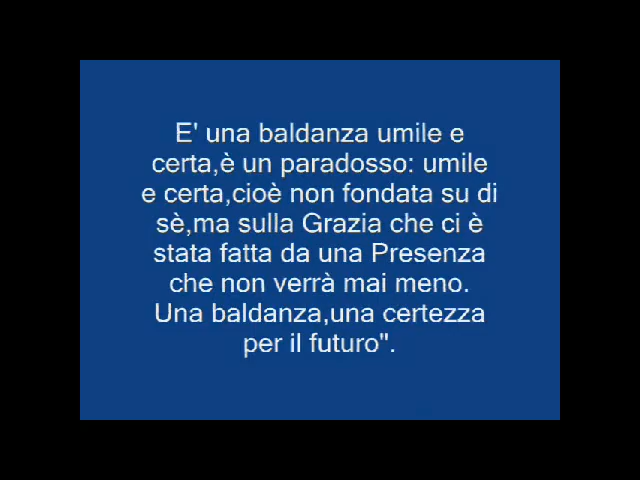 E' una baldanza umile e
certa,è un paradosso: umile
e certa,cioè non fondata su di
sè,ma sulla Grazia che ci è
stata fatta da una Presenza
che non verrà mai meno.
Una baldanza,una certezza
per il futuro".